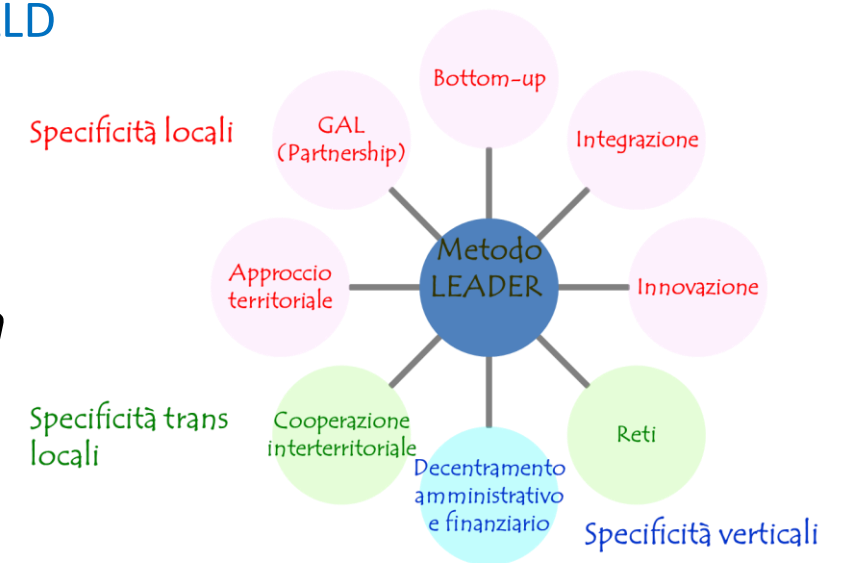 LD
Bottom-up
Specificità locali
GAL
(Partnership)
Integrazione
Metodo
LEADER
Approccio
territoriale
Innovazione
Specificità trans
locali
Cooperazione
interterritoriale
Reti
Decentramento
amministrativo
e finanziario
Specificità verticali